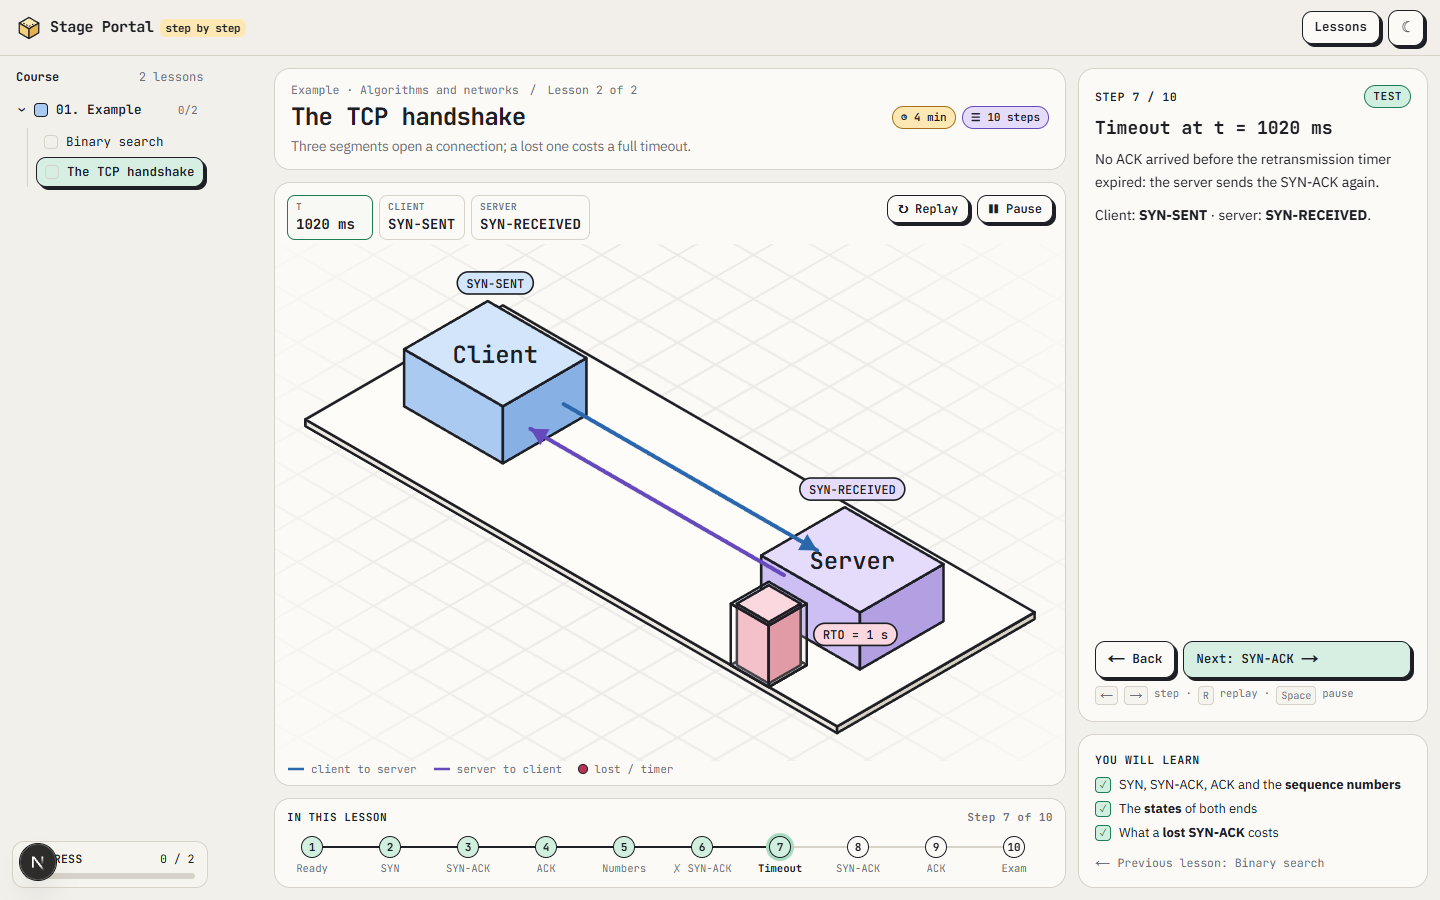 Stage Portal step by step
Lessons
Course 2 lessons
01. Example 0/2
Binary search
The TCP handshake
RESS 0 / 2
N
Example · Algorithms and networks / Lesson 2 of 2
The TCP handshake
4 min
10 steps
Three segments open a connection; a lost one costs a full timeout.
T
1020 ms
CLIENT
SYN-SENT
SERVER
SYN-RECEIVED
Replay
Pause
SYN-SENT
Client
SYN-RECEIVED
Server
RTO = 1 s
client to server
server to client
lost / timer
IN THIS LESSON
Step 7 of 10
1 2 3 4 5 6 7 8 9 10
Ready SYN SYN-ACK ACK Numbers X SYN-ACK Timeout SYN-ACK ACK Exam
STEP 7 / 10
TEST
Timeout at t = 1020 ms
No ACK arrived before the retransmission timer
expired: the server sends the SYN-ACK again.
Client: SYN-SENT · server: SYN-RECEIVED.
← Back
Next: SYN-ACK →
← → step · R replay · Space pause
YOU WILL LEARN
SYN, SYN-ACK, ACK and the sequence numbers
The states of both ends
What a lost SYN-ACK costs
← Previous lesson: Binary search